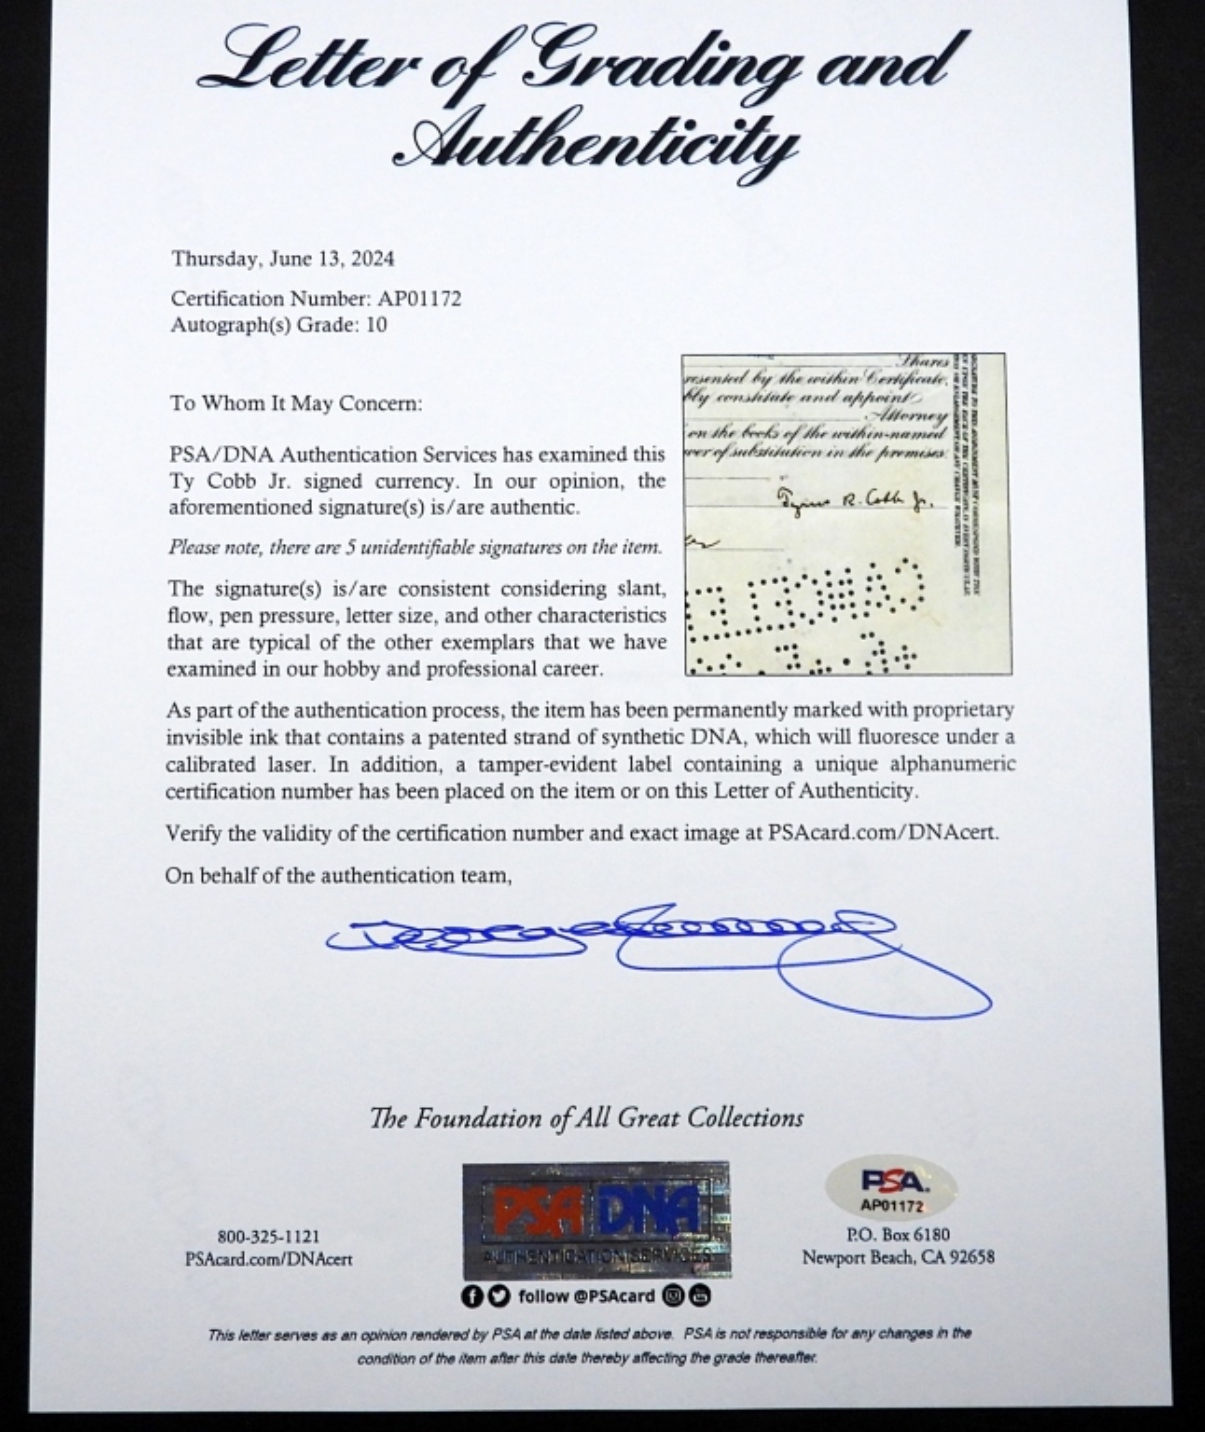 Letter of Grading and
Authenticity
Thursday, June 13, 2024
Certification Number: AP01172
Autograph(s) Grade: 10
To Whom It May Concern:
PSA/DNA Authentication Services has examined this
Ty Cobb Jr. signed currency. In our opinion, the
aforementioned signature(s) is/are authentic.
Please note, there are 5 unidentifiable signatures on the item.
The signature(s) is/are consistent considering slant,
flow, pen pressure, letter size, and other characteristics
that are typical of the other exemplars that we have
examined in our hobby and professional career.
Shares
resented by the within Certificate,
bly constitute and appoint
Attorney
on the books of the within-named
wer of substitution in the premises.
Tyrus R. Cobb Jr.
CANCELLE
As part of the authentication process, the item has been permanently marked with proprietary
invisible ink that contains a patented strand of synthetic DNA, which will fluoresce under a
calibrated laser. In addition, a tamper-evident label containing a unique alphanumeric
certification number has been placed on the item or on this Letter of Authenticity.
Verify the validity of the certification number and exact image at PSAcard.com/DNAcert.
On behalf of the authentication team,
The Foundation of All Great Collections
800-325-1121
PSAcard.com/DNAcert
PSA DNA
AUTHENTICATION SERVICES
follow @PSAcard
PSA.
AP01172
P.O. Box 6180
Newport Beach, CA 92658
This letter serves as an opinion rendered by PSA at the date listed above. PSA is not responsible for any changes in the
condition of the item after this date thereby affecting the grade thereafter.